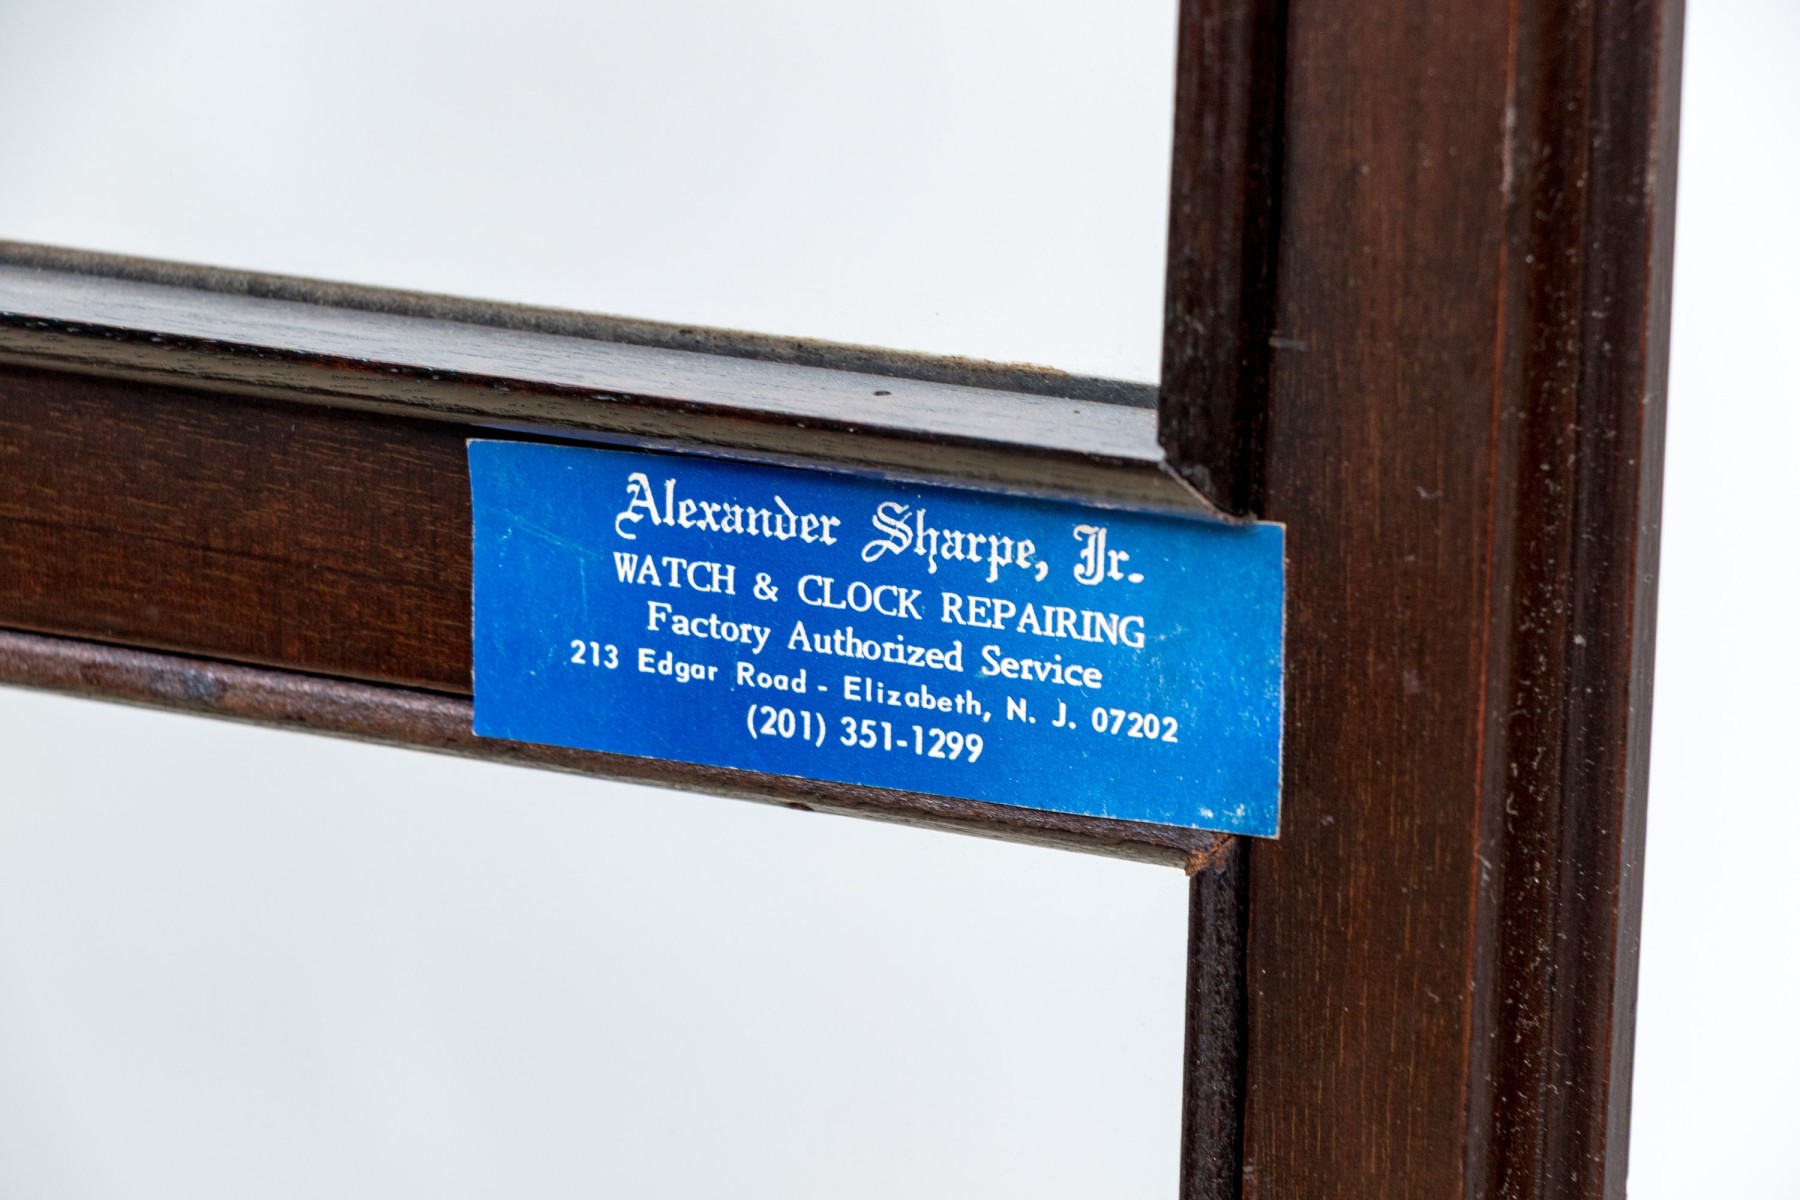 Alexander Sharpe, Jr.
WATCH & CLOCK REPAIRING
Factory Authorized Service
213 Edgar Road - Elizabeth, N. J. 07202
(201) 351-1299